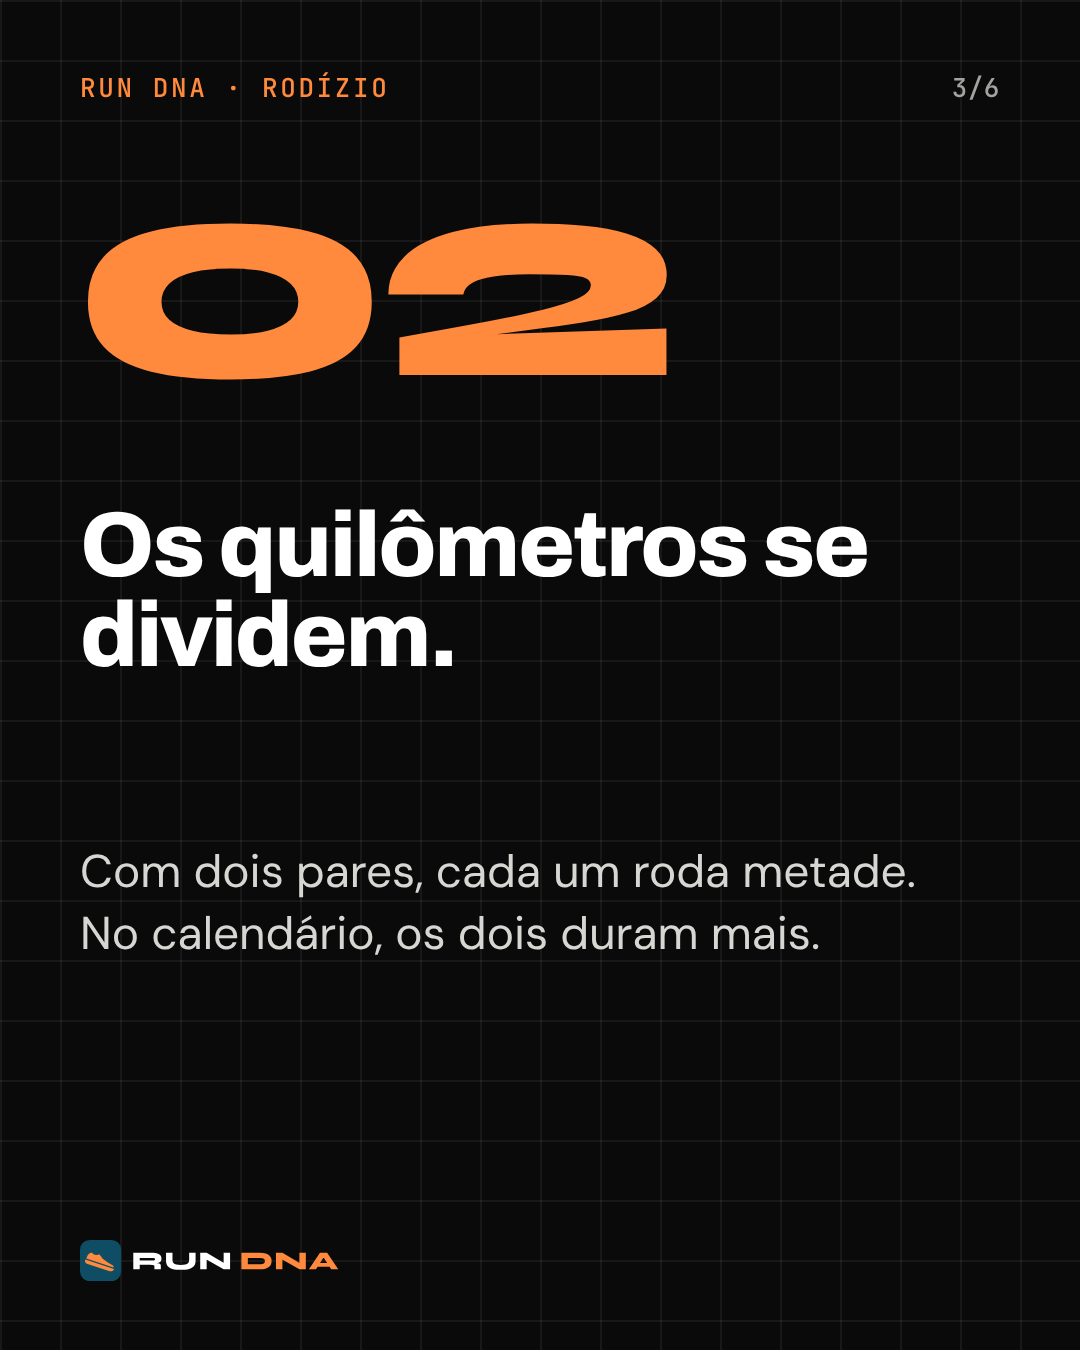 RUN DNA · RODÍZIO
3/6
02
Os quilômetros se
dividem.
Com dois pares, cada um roda metade.
No calendário, os dois duram mais.
RUN DNA